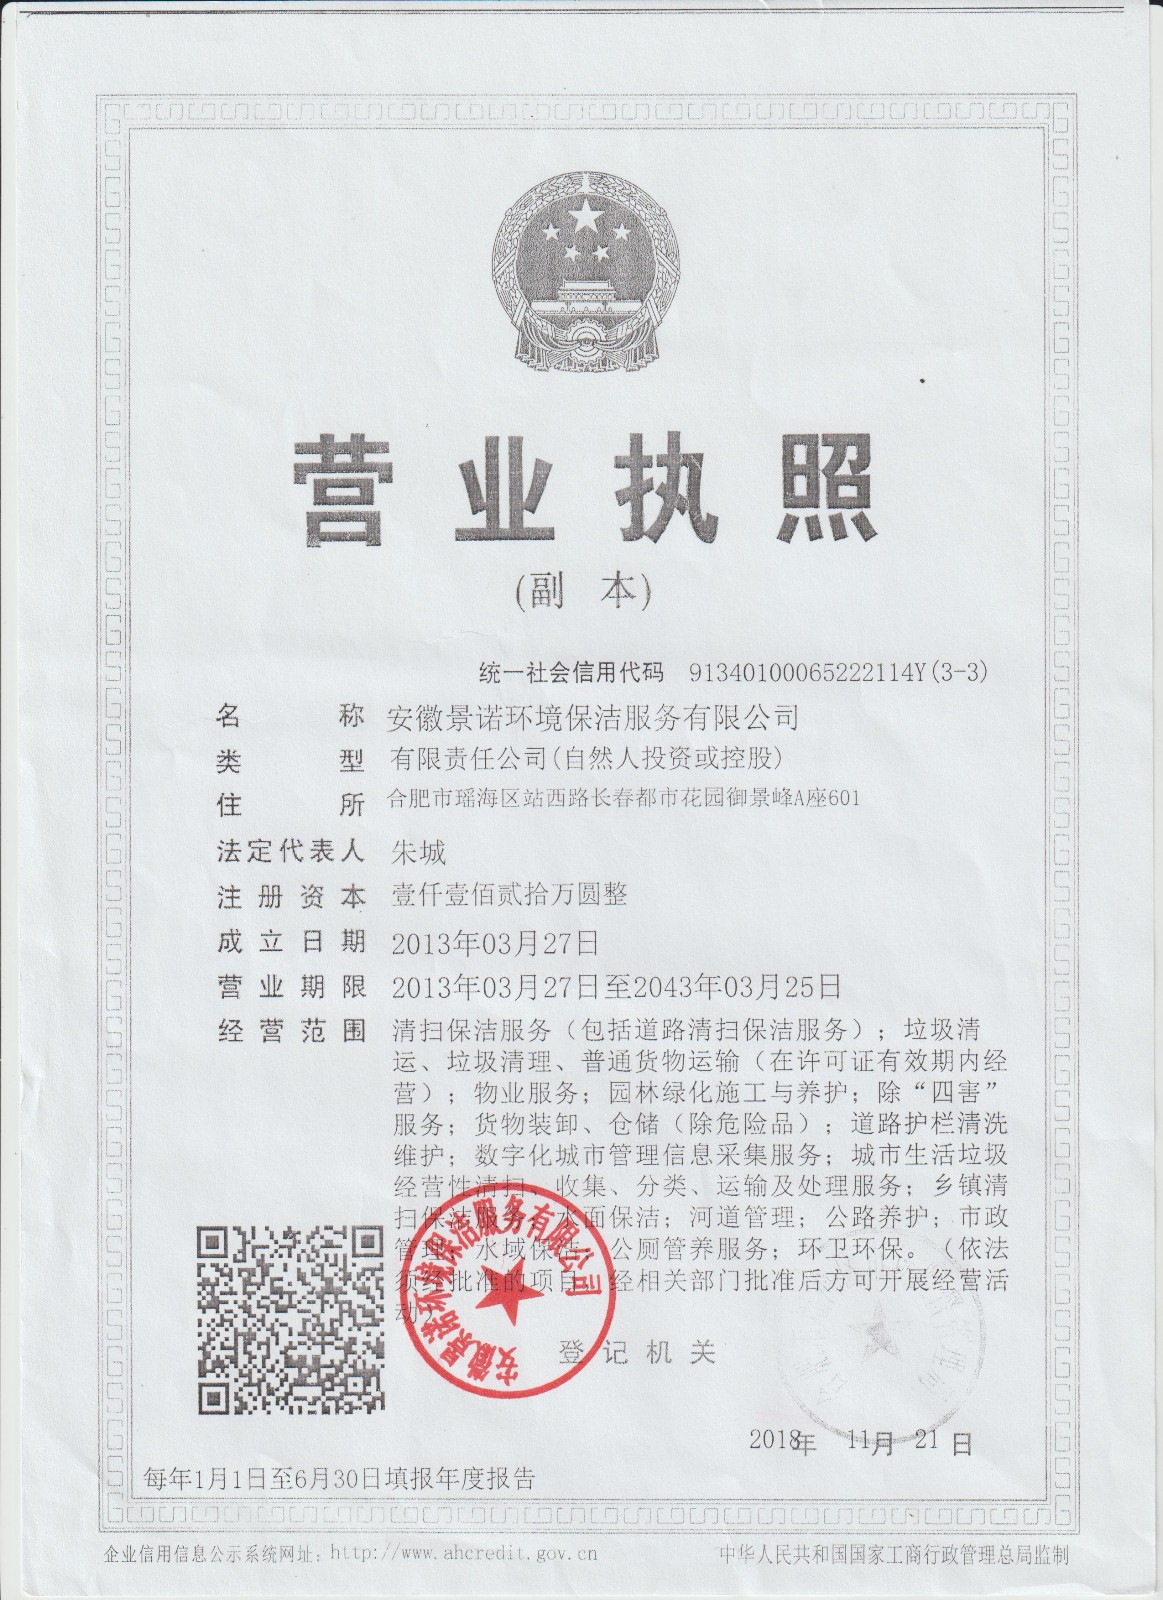 营业执照
(副 本)
统一社会信用代码 91340100065222114Y(3-3)
名称 安徽景诺环境保洁服务有限公司
类型 有限责任公司(自然人投资或控股)
住所 合肥市瑶海区站西路长春都市花园御景峰A座601
法定代表人 朱城
注册资本 壹仟壹佰贰拾万圆整
成立日期 2013年03月27日
营业期限 2013年03月27日至2043年03月25日
经营范围 清扫保洁服务（包括道路清扫保洁服务）；垃圾清
运、垃圾清理、普通货物运输（在许可证有效期内经
营）；物业服务；园林绿化施工与养护；除“四害”
服务；货物装卸、仓储（除危险品）；道路护栏清洗
维护；数字化城市管理信息采集服务；城市生活垃圾
经营性清扫、收集、分类、运输及处理服务；乡镇清
扫保洁服务；水面保洁；河道管理；公路养护；市政
管理；水域保洁；公厕管养服务；环卫环保。（依法
须经批准的项目，经相关部门批准后方可开展经营活
动）
安徽景诺环境保洁服务有限公司
登记机关
2018年 11月 21日
每年1月1日至6月30日填报年度报告
企业信用信息公示系统网址：http://www.ahcredit.gov.cn
中华人民共和国国家工商行政管理总局监制